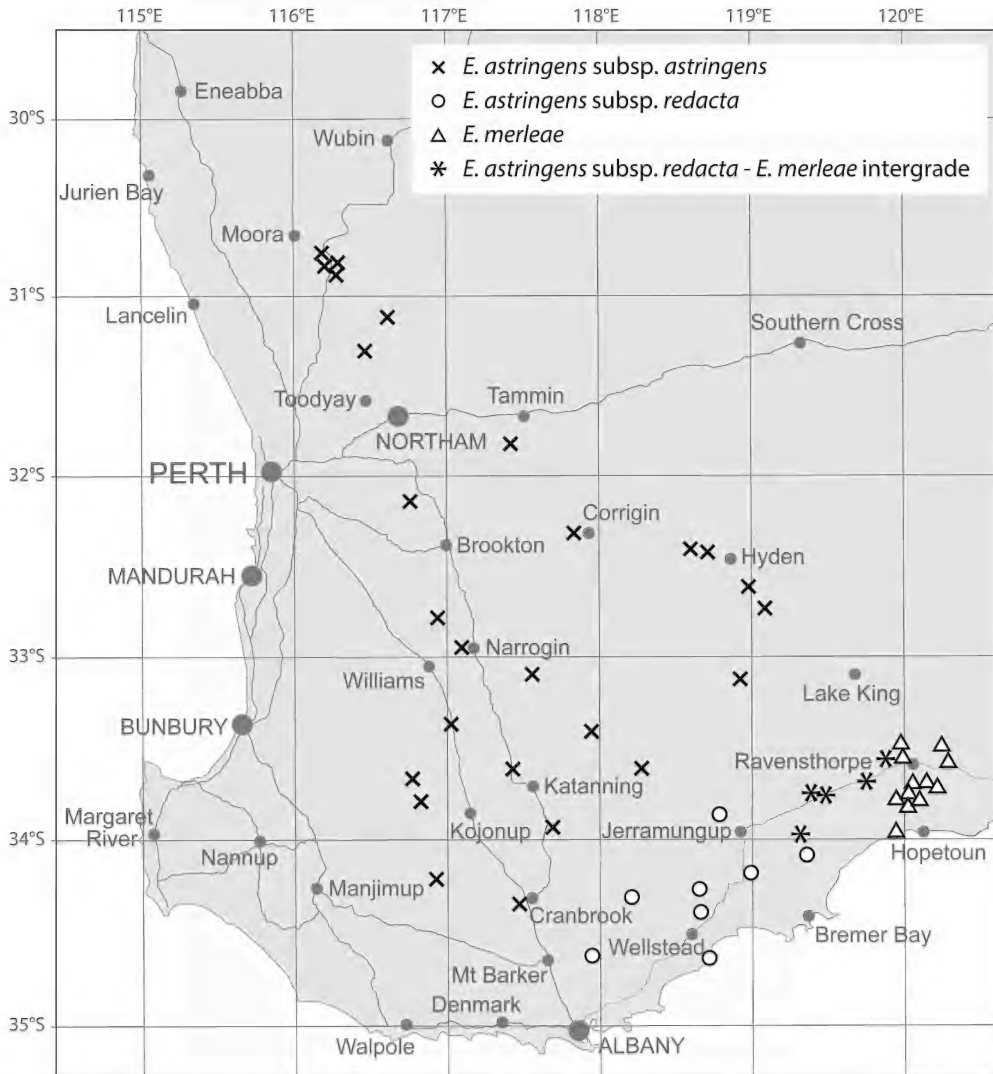 115°E 116°E 117°E 118°E 119°E 120°E
× E. astringens subsp. astringens
○ E. astringens subsp. redacta
△ E. merleae
* E. astringens subsp. redacta - E. merleae intergrade
Eneabba
30°S
Wubin
Jurien Bay
Moora
31°S
Lancelin
Southern Cross
Toodyay
Tammin
NORTHAM
PERTH
32°S
Corrigin
Brookton
Hyden
MANDURAH
Narrogin
33°S
Williams
Lake King
BUNBURY
Ravensthorpe
Katanning
Margaret
River
Kojonup
Jerramungup
34°S
Nannup
Hopetoun
Manjimup
Cranbrook
Bremer Bay
Wellstead
Mt Barker
Denmark
35°S
Walpole
ALBANY